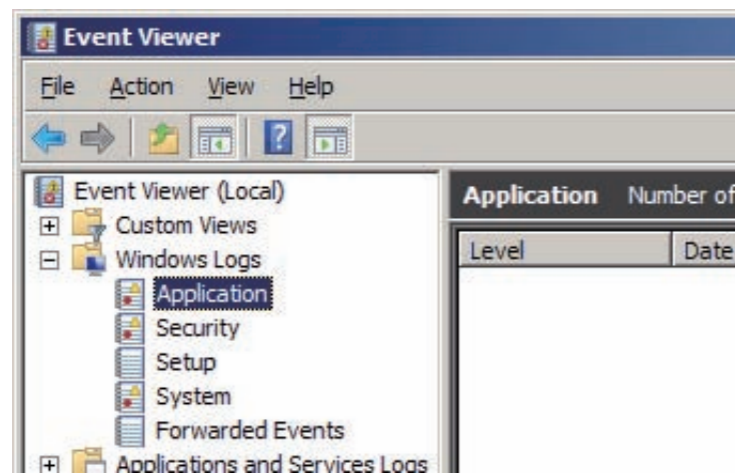 Event Viewer
File Action View Help
Event Viewer (Local)
Custom Views
Windows Logs
Application
Security
Setup
System
Forwarded Events
Applications and Services Logs
Application Number of
Level Date